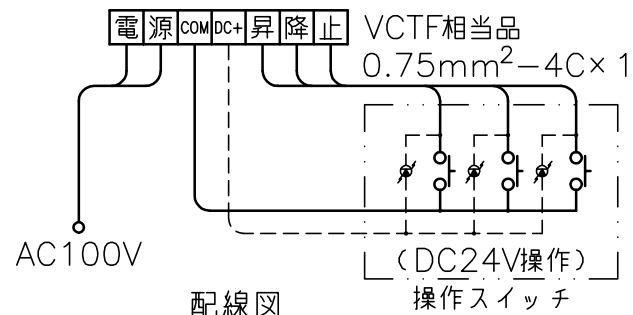 電源COMDC+昇降止
VCTF相当品
0.75mm²−4C×1
AC100V
(DC24V操作)
操作スイッチ
配線図